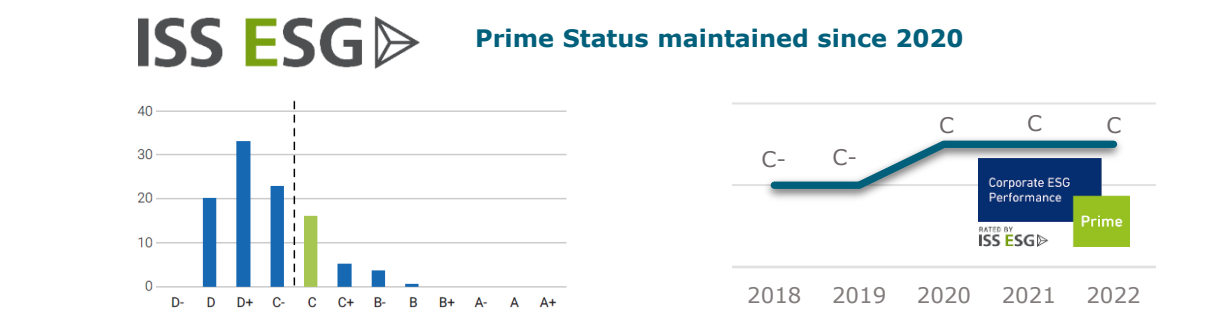 ISS ESG
Prime Status maintained since 2020
40
30
20
10
0
D- D D+ C- C C+ B- B B+ A- A A+
C- C- C C C
Corporate ESG
Performance
Prime
RATED BY
ISS ESG
2018 2019 2020 2021 2022